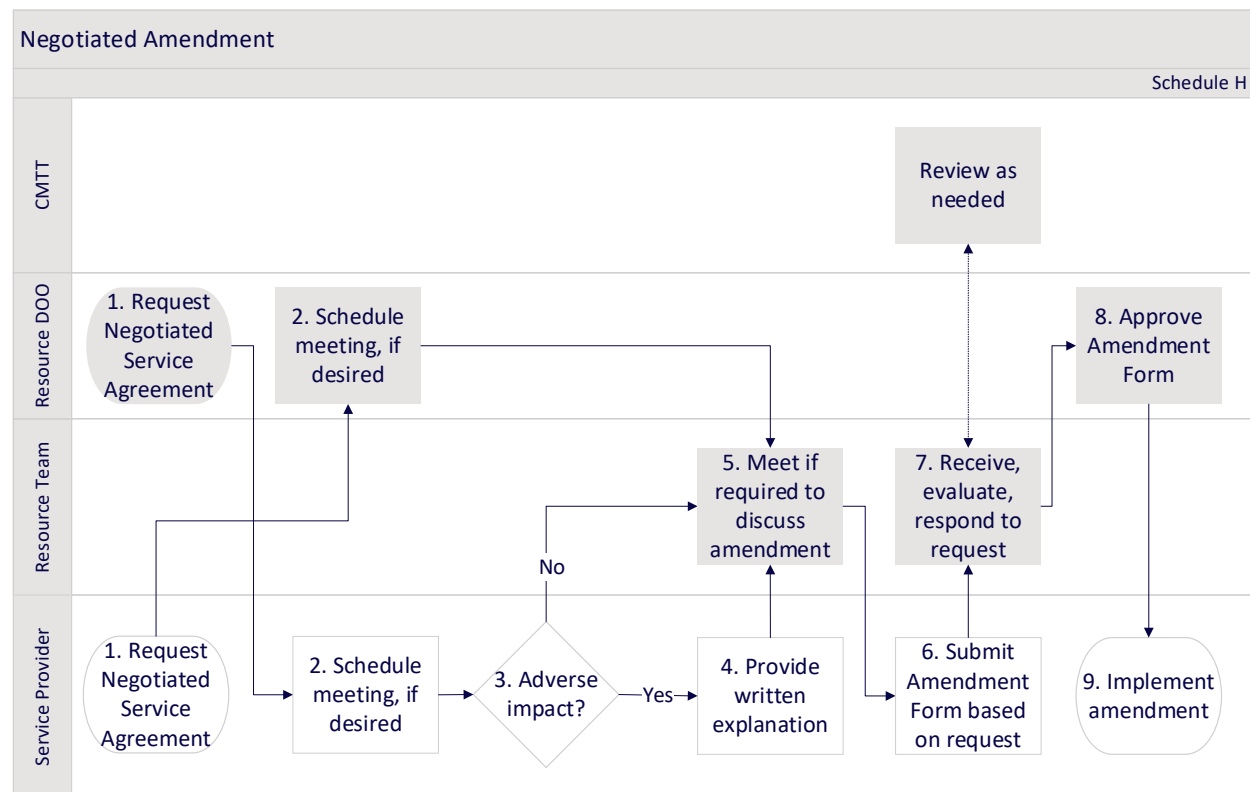 Negotiated Amendment
Schedule H
CMTT
Review as
needed
Resource DOO
1. Request
Negotiated
Service
Agreement
2. Schedule
meeting, if
desired
8. Approve
Amendment
Form
Resource Team
5. Meet if
required to
discuss
amendment
7. Receive,
evaluate,
respond to
request
No
Service Provider
1. Request
Negotiated
Service
Agreement
2. Schedule
meeting, if
desired
3. Adverse
impact?
Yes
4. Provide
written
explanation
6. Submit
Amendment
Form based
on request
9. Implement
amendment